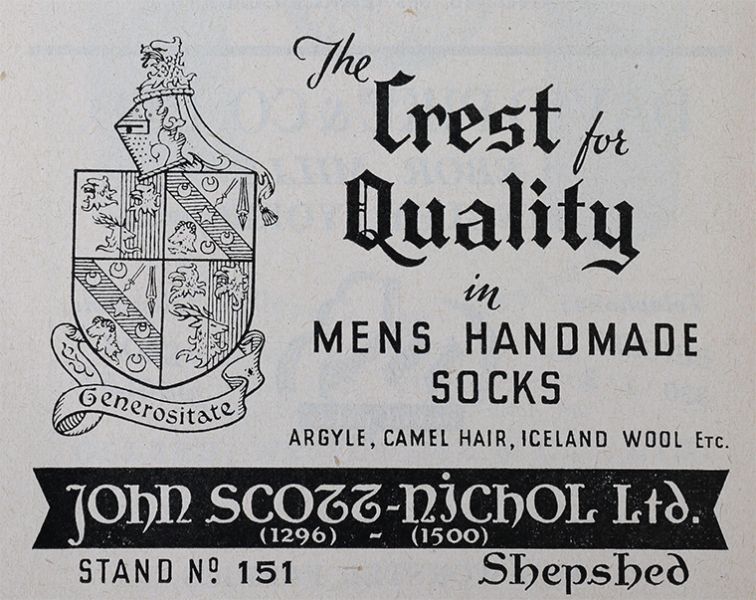 The
Crest for
Quality
in
MENS HANDMADE
SOCKS
ARGYLE, CAMEL HAIR, ICELAND WOOL Etc.
Generositate
JOHN SCOTT-NICHOL Ltd.
(1296) - (1500)
STAND Nº 151 Shepshed